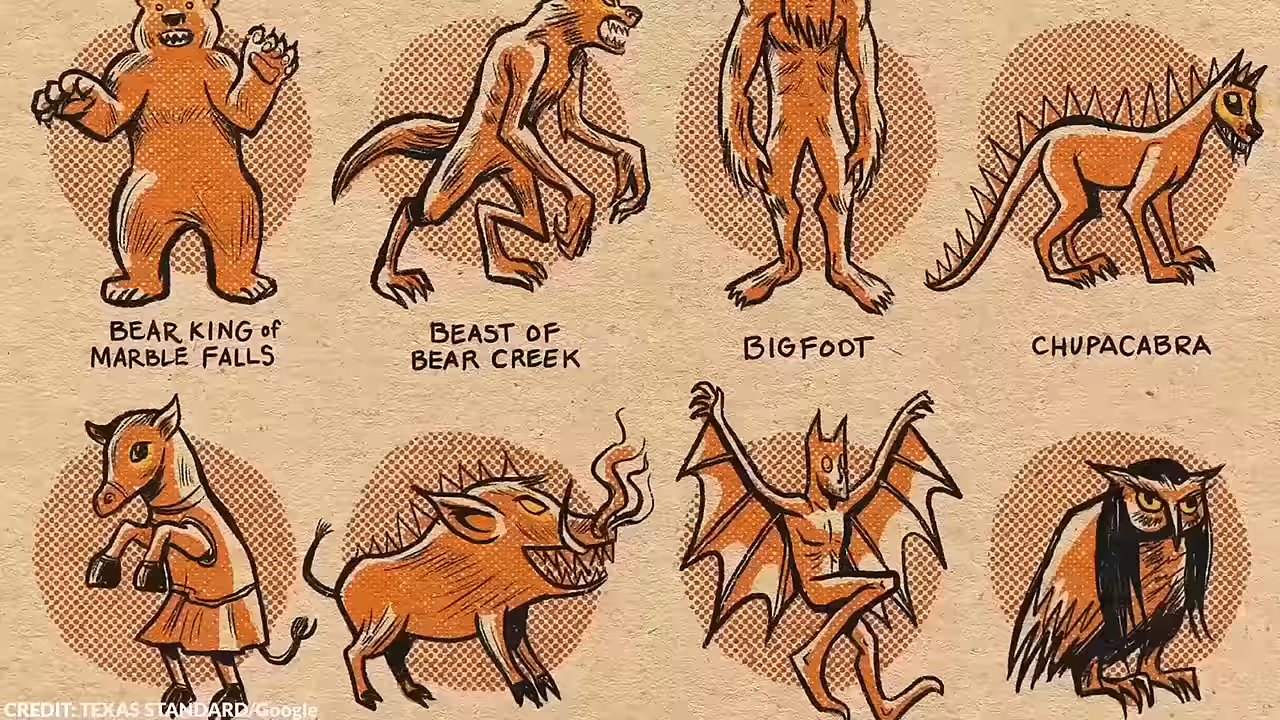 BEAR KING of
MARBLE FALLS
BEAST OF
BEAR CREEK
BIGFOOT
CHUPACABRA
CREDIT: TEXAS STANDARD/Google